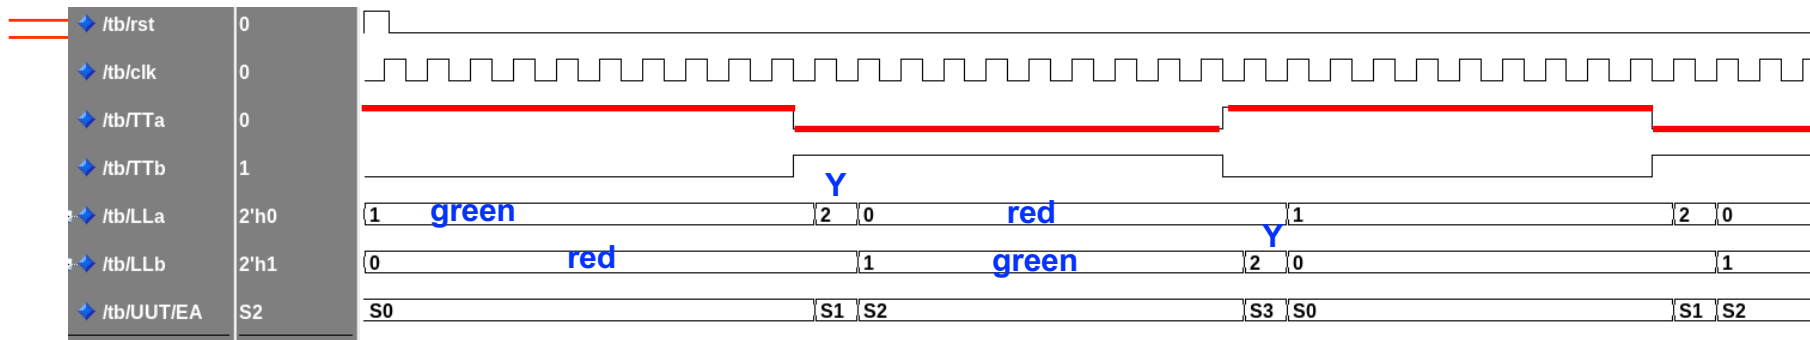 /tb/rst 0
/tb/clk 0
/tb/TTa 0
/tb/TTb 1
Y
/tb/LLa 2'h0 1 green 2 0 red 1 2 0
Y
/tb/LLb 2'h1 0 red 1 green 2 0 1
/tb/UUT/EA S2 S0 S1 S2 S3 S0 S1 S2